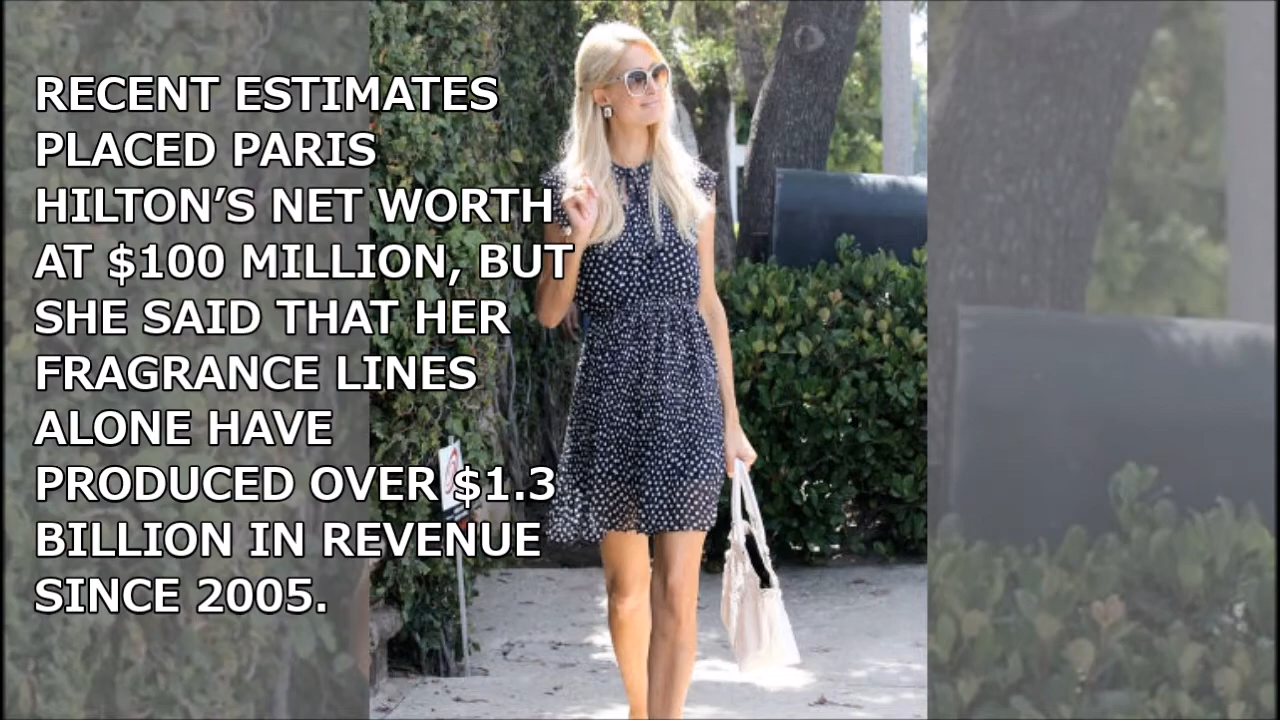 RECENT ESTIMATES
PLACED PARIS
HILTON’S NET WORTH
AT $100 MILLION, BUT
SHE SAID THAT HER
FRAGRANCE LINES
ALONE HAVE
PRODUCED OVER $1.3
BILLION IN REVENUE
SINCE 2005.